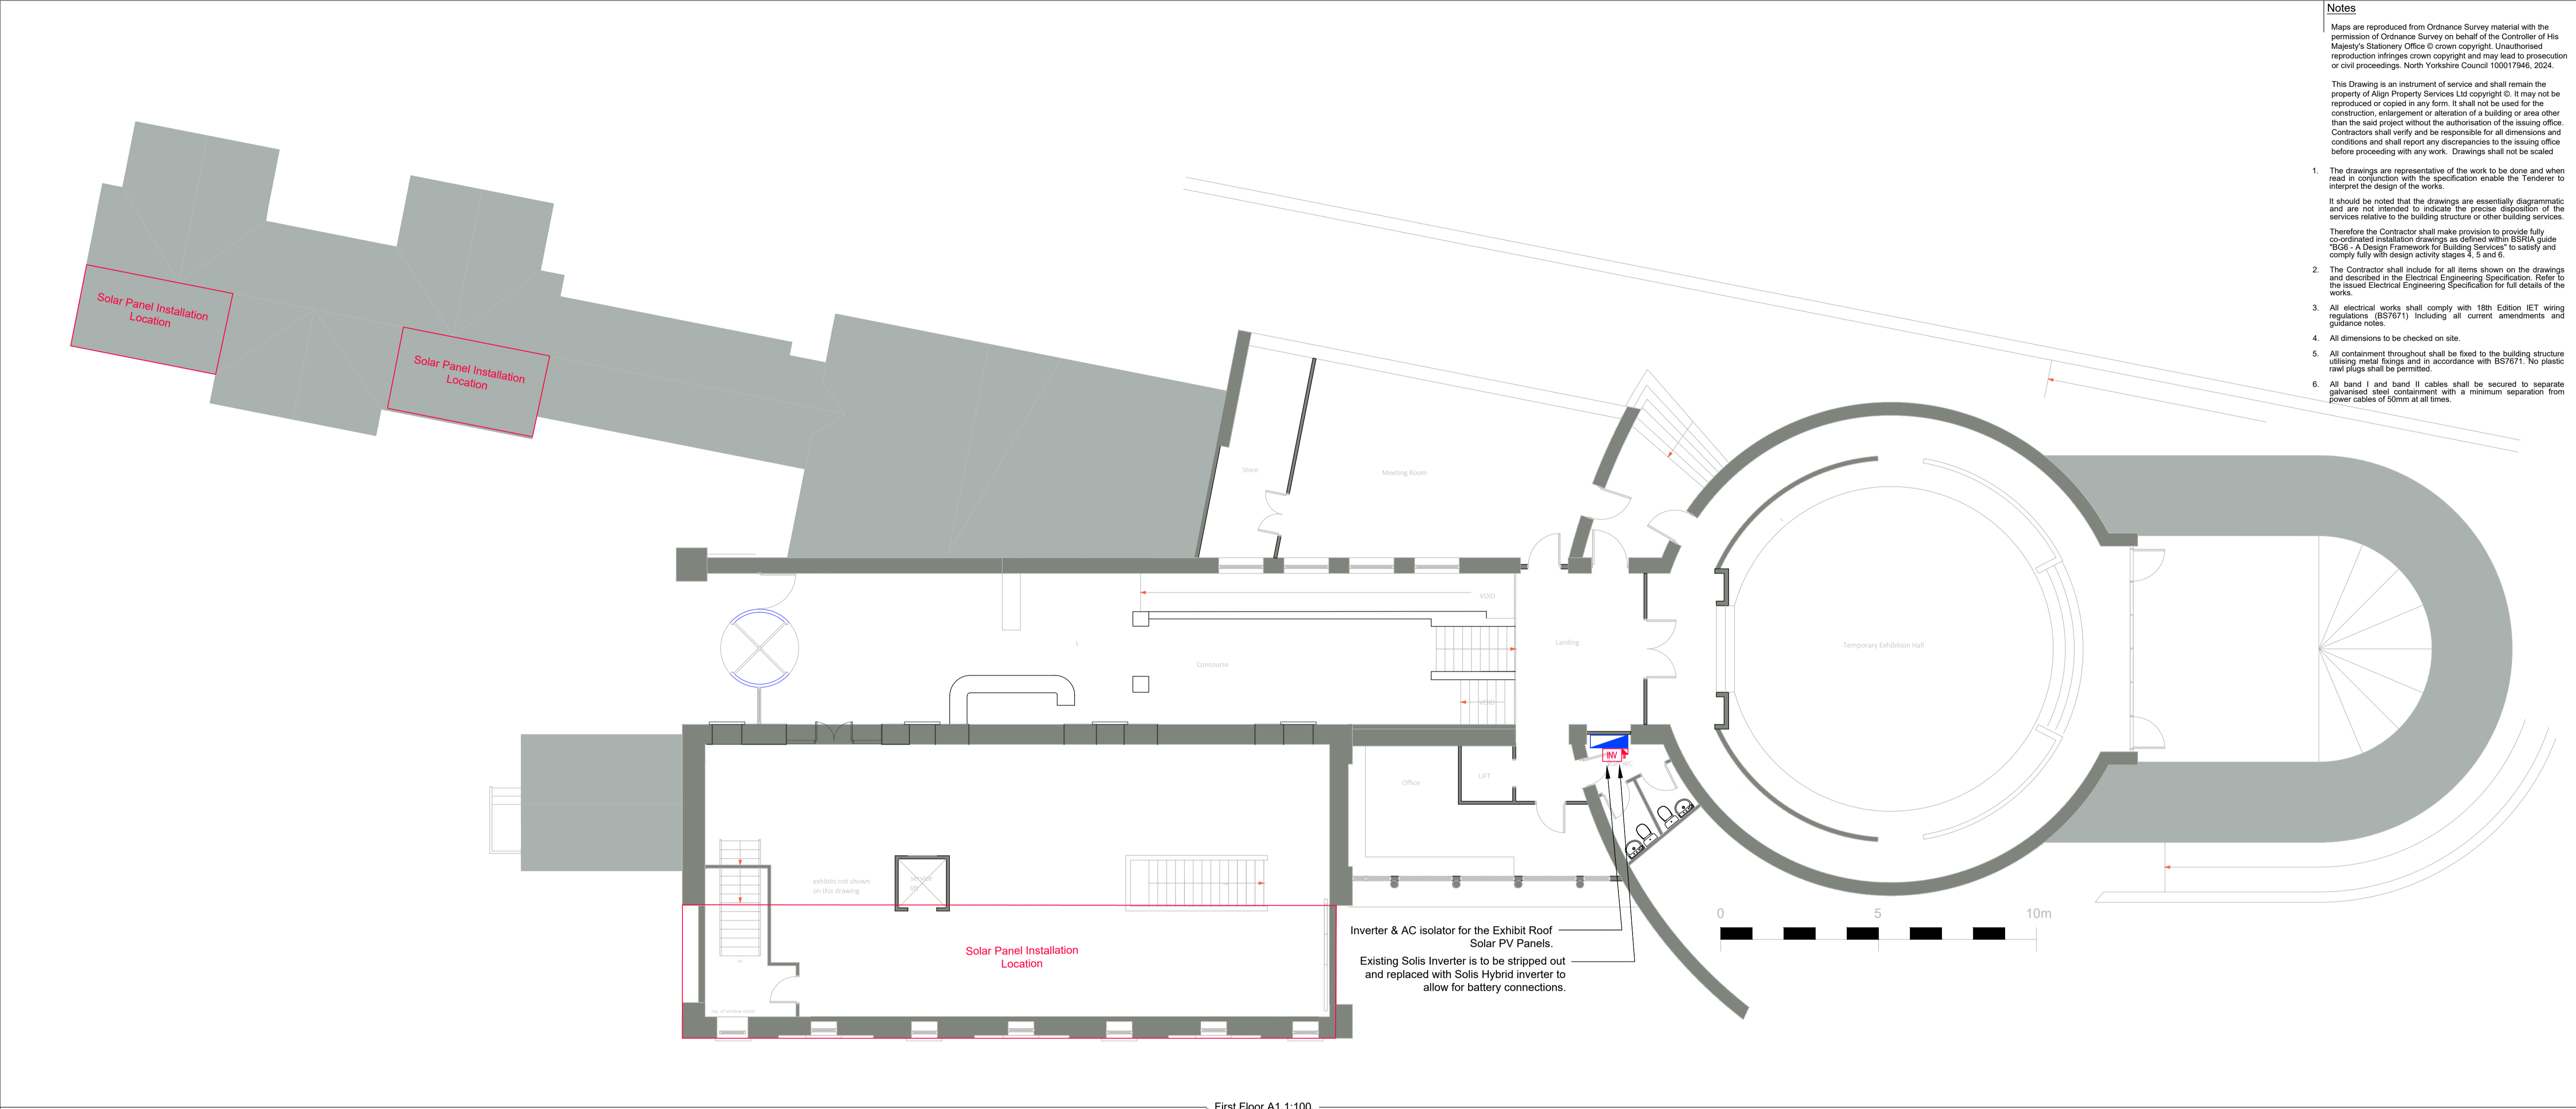 Notes
Maps are reproduced from Ordnance Survey material with the
permission of Ordnance Survey on behalf of the Controller of His
Majesty's Stationery Office © crown copyright. Unauthorised
reproduction infringes crown copyright and may lead to prosecution
or civil proceedings. North Yorkshire Council 100017946, 2024.
This Drawing is an instrument of service and shall remain the
property of Align Property Services Ltd copyright ©. It may not be
reproduced or copied in any form. It shall not be used for the
construction, enlargement or alteration of a building or area other
than the said project without the authorisation of the issuing office.
Contractors shall verify and be responsible for all dimensions and
conditions and shall report any discrepancies to the issuing office
before proceeding with any work. Drawings shall not be scaled
1. The drawings are representative of the work to be done and when
read in conjunction with the specification enable the Tenderer to
interpret the design of the works.
It should be noted that the drawings are essentially diagrammatic
and are not intended to indicate the precise disposition of the
services relative to the building structure or other building services.
Therefore the Contractor shall make provision to provide fully
co-ordinated installation drawings as defined within BSRIA guide
"BG6 - A Design Framework for Building Services" to satisfy and
comply fully with design activity stages 4, 5 and 6.
2. The Contractor shall include for all items shown on the drawings
and described in the Electrical Engineering Specification. Refer to
the issued Electrical Engineering Specification for full details of the
works.
3. All electrical works shall comply with 18th Edition IET wiring
regulations (BS7671) Including all current amendments and
guidance notes.
4. All dimensions to be checked on site.
5. All containment throughout shall be fixed to the building structure
utilising metal fixings and in accordance with BS7671. No plastic
rawl plugs shall be permitted.
6. All band I and band II cables shall be secured to separate
galvanised steel containment with a minimum separation from
power cables of 50mm at all times.
Solar Panel Installation
Location
Solar Panel Installation
Location
Store
Meeting Room
VOID
Landing
Temporary Exhibition Hall
Concourse
VOID
INV
WC
Office
LIFT
exhibits not shown
on this drawing
service
lift
0
5
10m
Inverter & AC isolator for the Exhibit Roof
Solar PV Panels.
Solar Panel Installation
Location
Existing Solis Inverter is to be stripped out
and replaced with Solis Hybrid inverter to
allow for battery connections.
First Floor A1 1:100